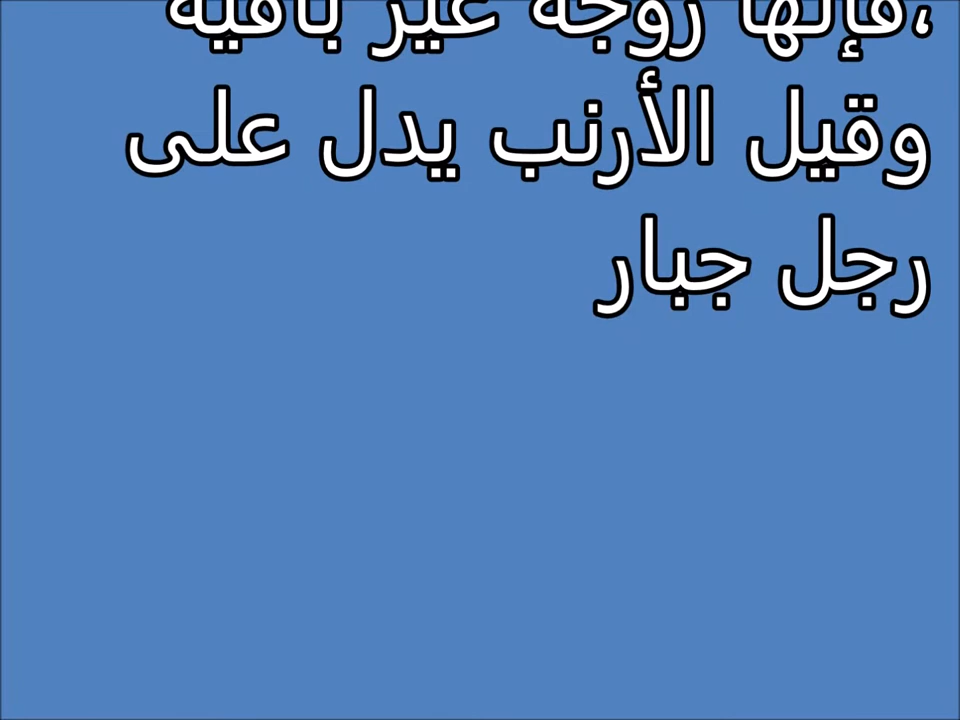 ،فإنها زوجة غير باقية
وقيل الأرنب يدل على
رجل جبار